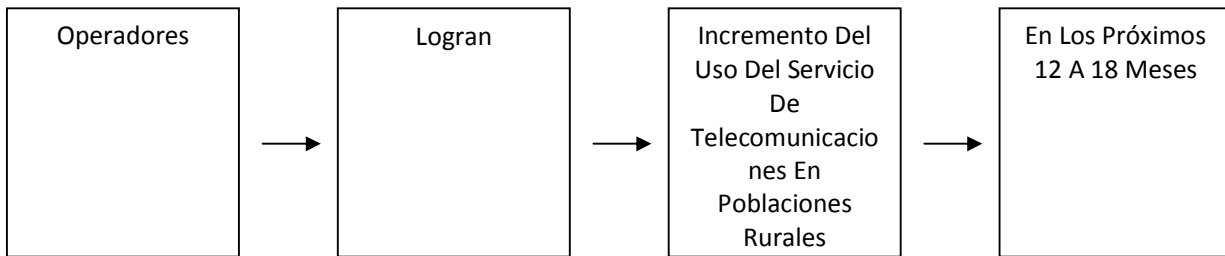 Operadores
Logran
Incremento Del
Uso Del Servicio
De
Telecomunicacio
nes En
Poblaciones
Rurales
En Los Próximos
12 A 18 Meses